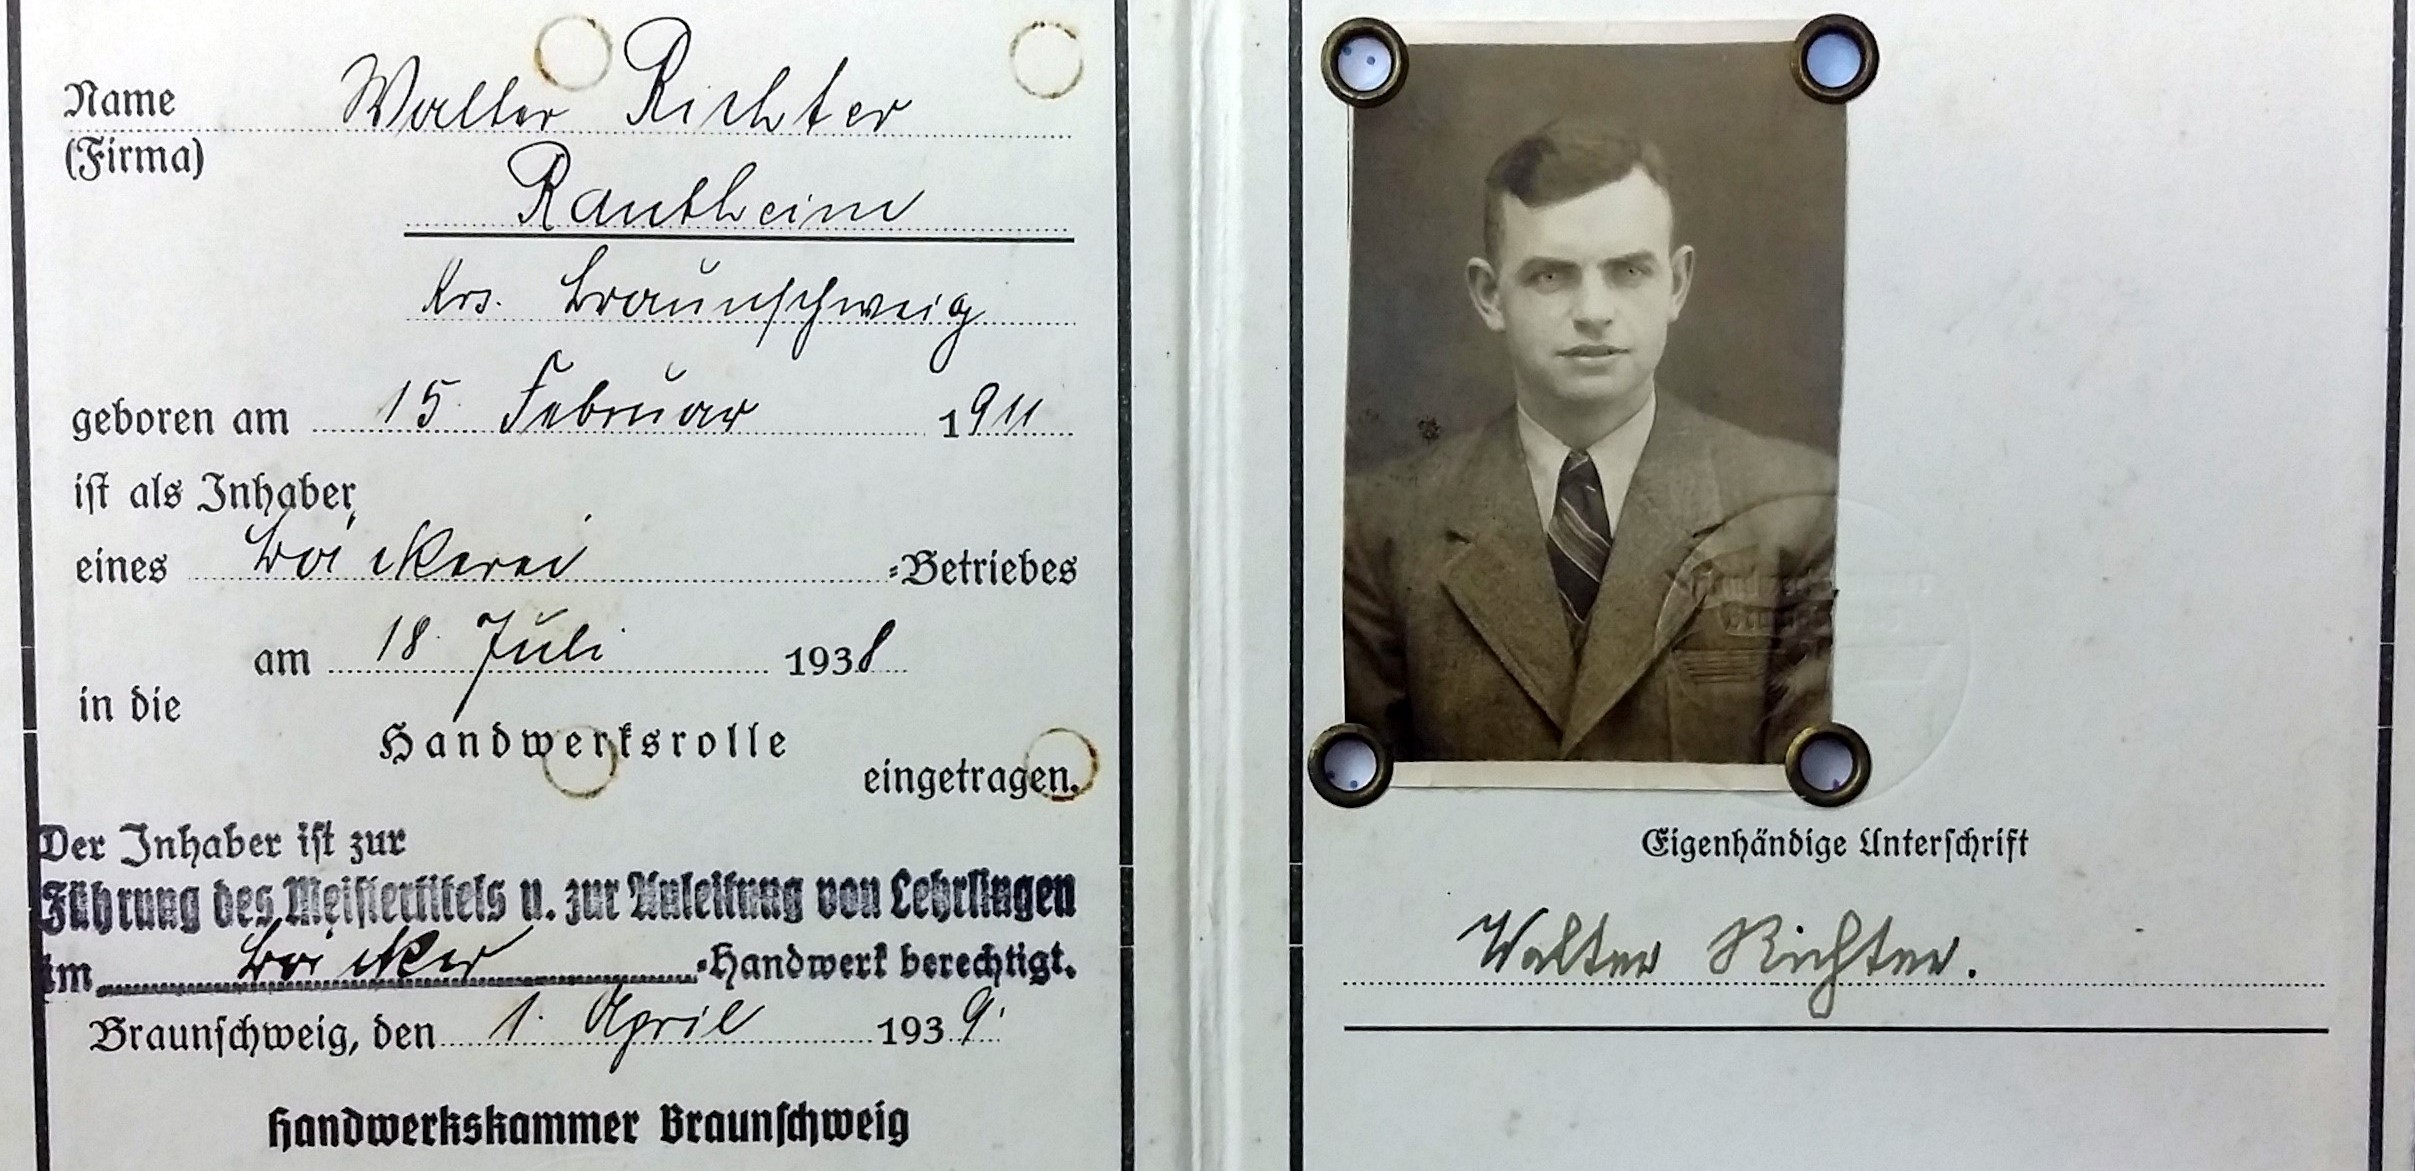 Name Walter Richter
(Firma)
Rautheim
Krs. Braunschweig
geboren am 15. Februar 1911
ist als Inhaber
eines Bäckerei =Betriebes
am 18. Juli 1938
in die
Handwerksrolle
eingetragen.
Der Inhaber ist zur
Führung des Meistertitels u. zur Anleitung von Lehrlingen
im Bäcker =Handwerk berechtigt.
Braunschweig, den 1. April 1939.
Handwerkskammer Braunschweig
Eigenhändige Unterschrift
Walter Richter.